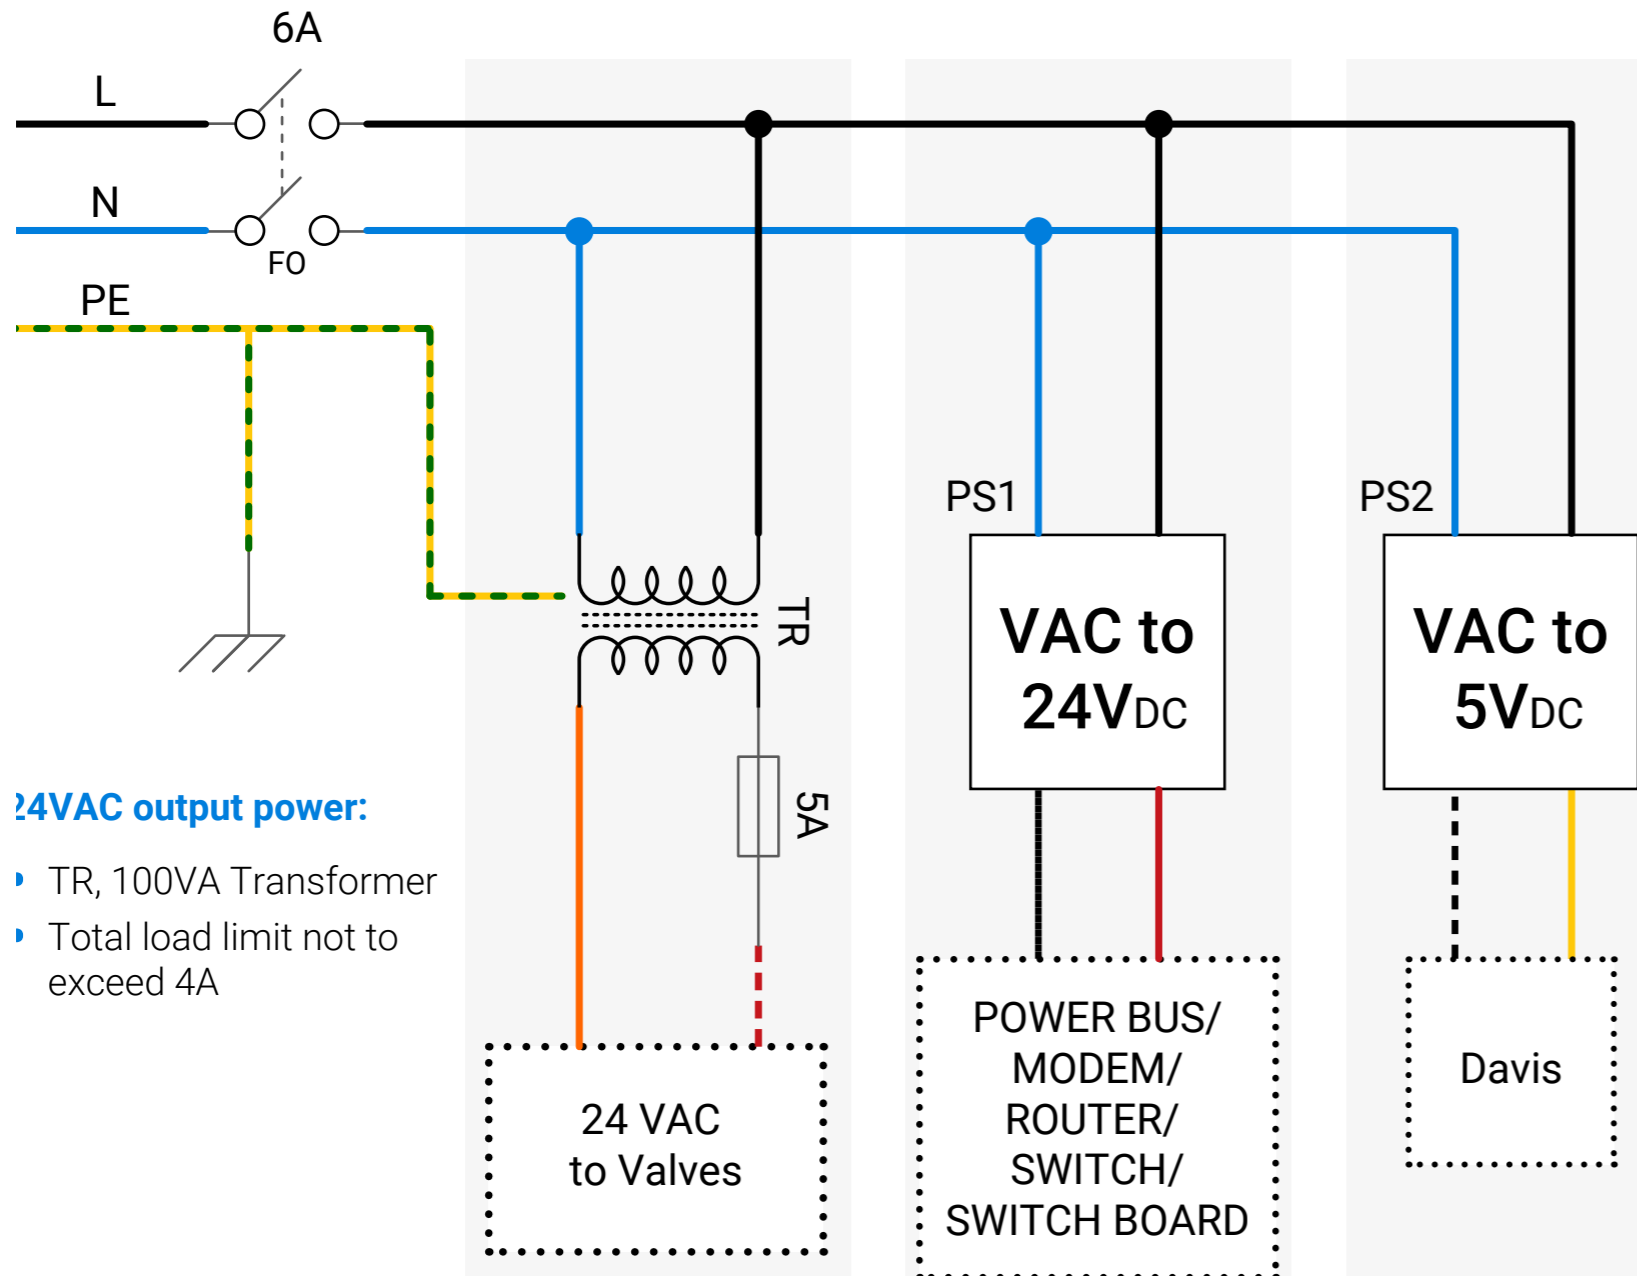 6A
L
N
FO
PE
PS1
PS2
TR
VAC to
24VDC
VAC to
5VDC
5A
24VAC output power:
TR, 100VA Transformer
Total load limit not to
exceed 4A
24 VAC
to Valves
POWER BUS/
MODEM/
ROUTER/
SWITCH/
SWITCH BOARD
Davis